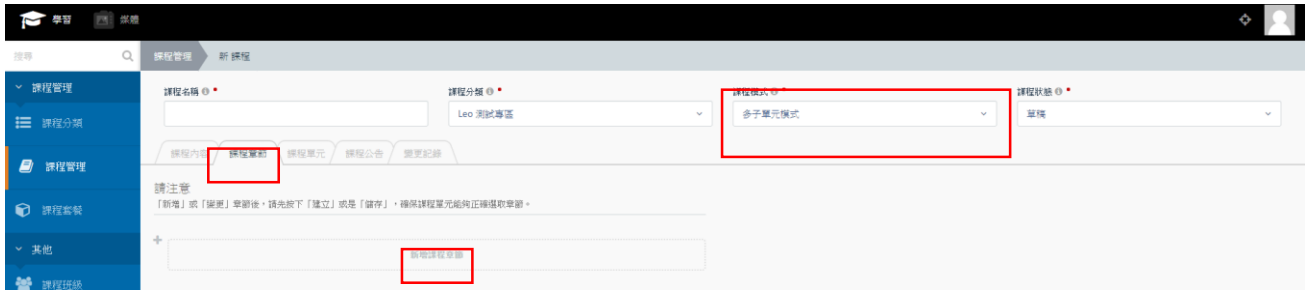 學習 媒體
搜尋
課程管理 新 課程
課程管理
課程分類
課程管理
課程套餐
其他
課程班級
課程名稱 課程分類 課程模式 課程狀態
Leo 測試專區 多子單元模式 草稿
課程內容 課程章節 課程單元 課程公告 變更紀錄
請注意
「新增」或「變更」章節後，請先按下「建立」或是「儲存」，確保課程單元能夠正確選取章節。
新增課程章節